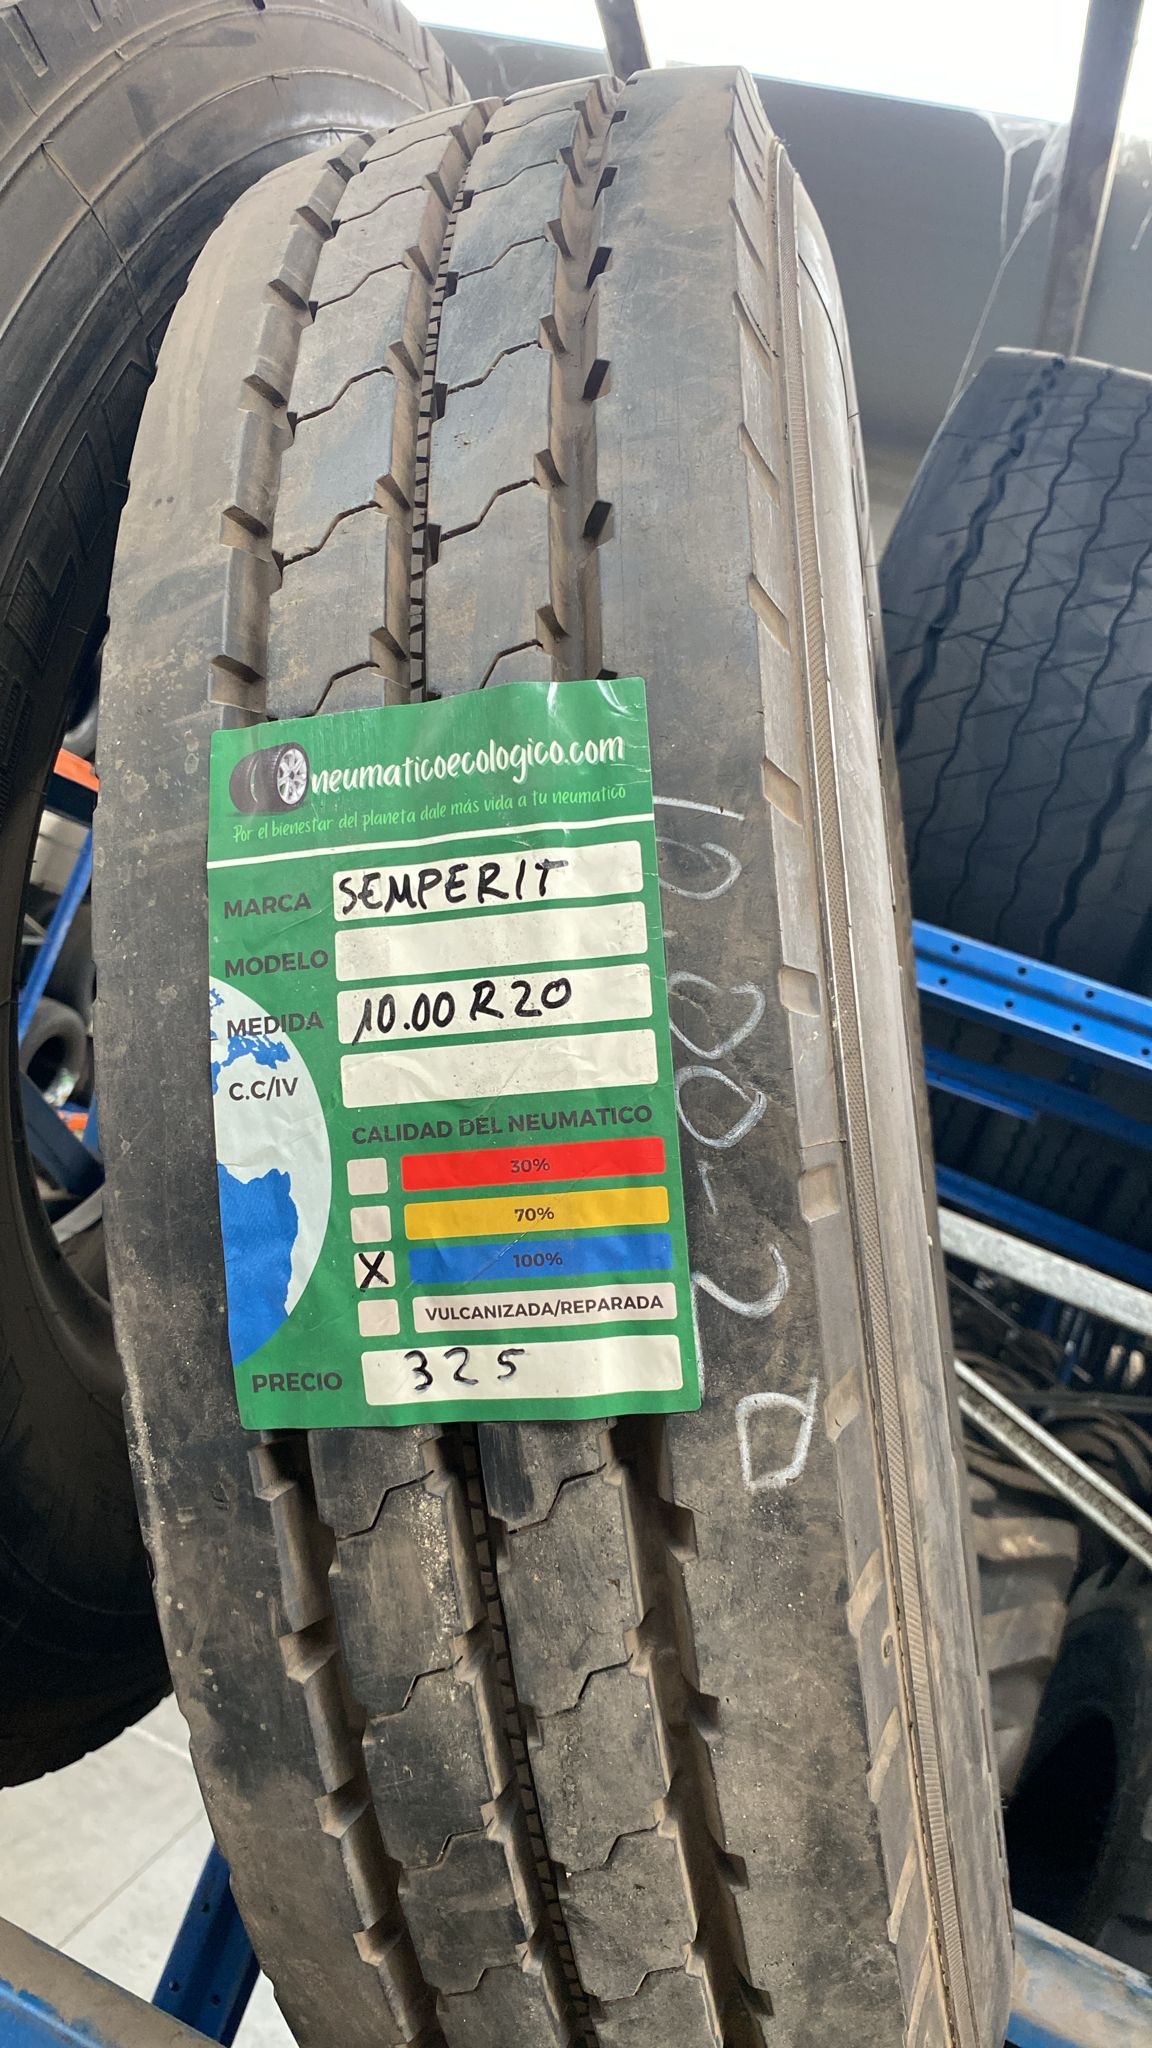 neumaticoecologico.com
Por el bienestar del planeta dale más vida a tu neumatico
MARCA SEMPERIT
MODELO
MEDIDA 10.00 R20
C.C/IV
CALIDAD DEL NEUMATICO
30%
70%
X 100%
VULCANIZADA/REPARADA
PRECIO 325